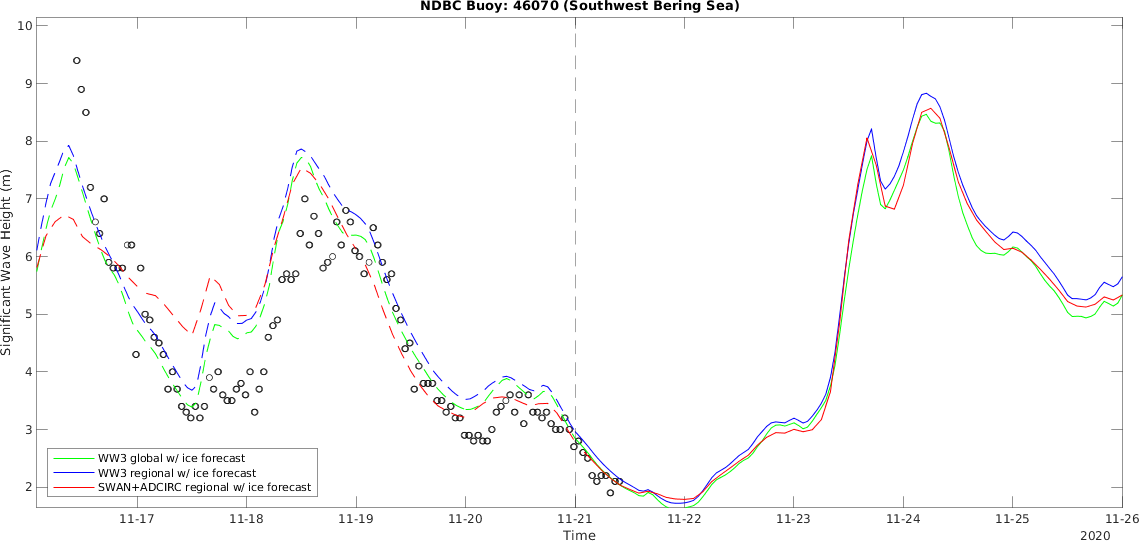 NDBC Buoy: 46070 (Southwest Bering Sea)
Significant Wave Height (m)
10
9
8
7
6
5
4
3
2
WW3 global w/ ice forecast
WW3 regional w/ ice forecast
SWAN+ADCIRC regional w/ ice forecast
11-17 11-18 11-19 11-20 11-21 11-22 11-23 11-24 11-25 11-26
Time
2020